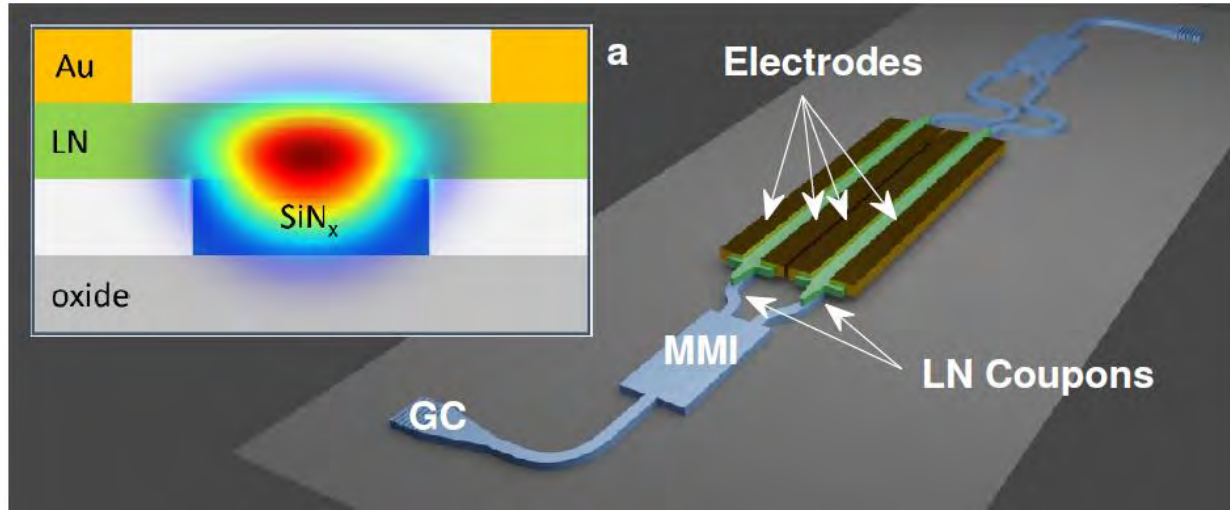 Au
LN
SiNx
oxide
a
Electrodes
MMI
LN Coupons
GC